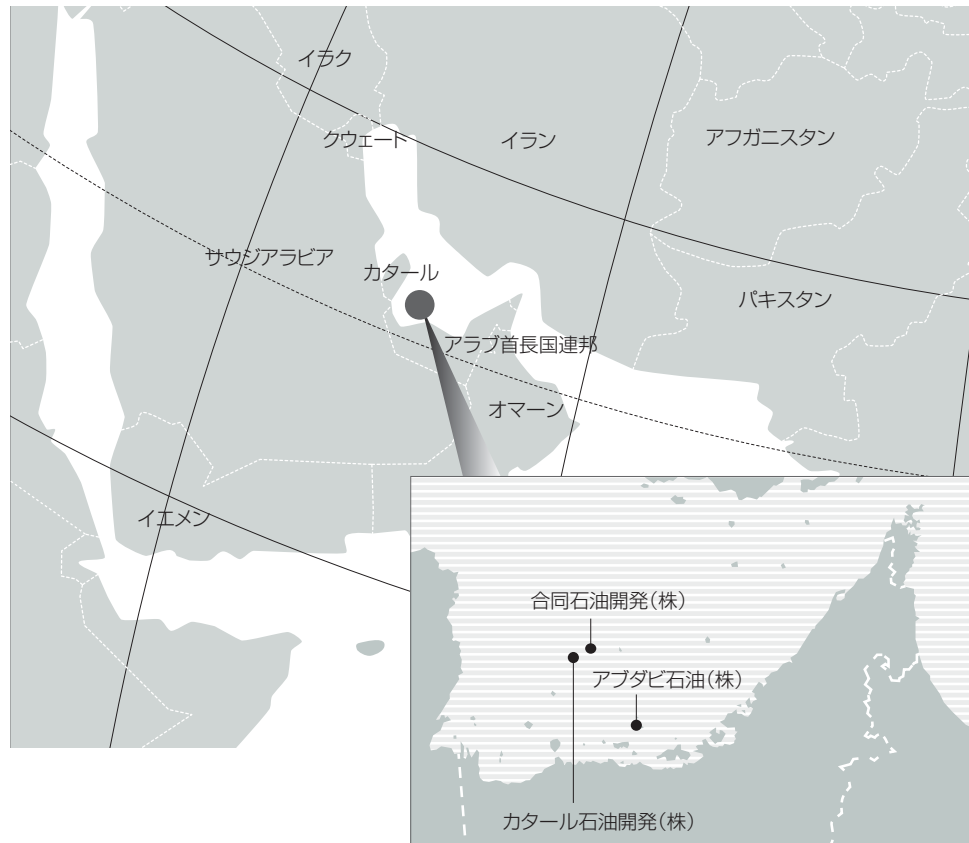 イラク
クウェート
イラン
アフガニスタン
サウジアラビア
カタール
パキスタン
アラブ首長国連邦
オマーン
イエメン
合同石油開発(株)
アブダビ石油(株)
カタール石油開発(株)